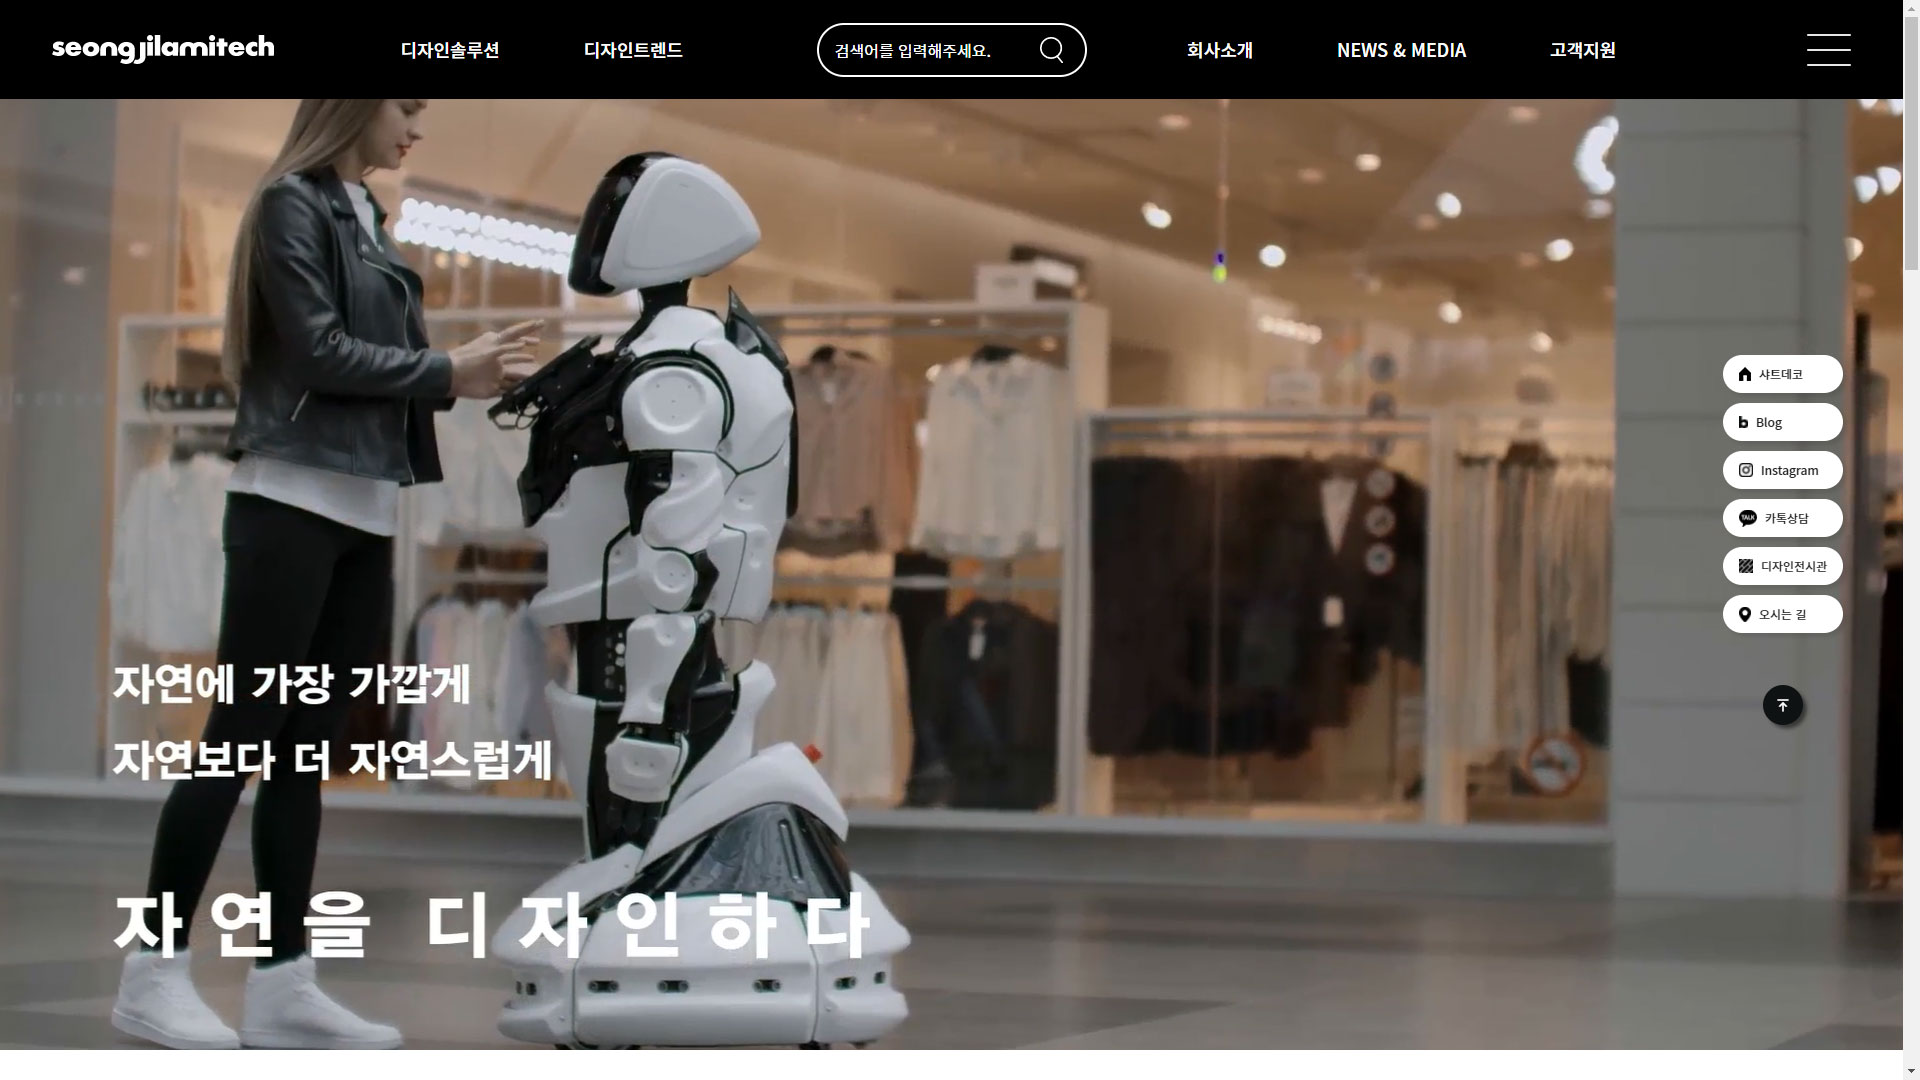 seongjilamitech
디자인솔루션
디자인트렌드
검색어를 입력해주세요.
회사소개
NEWS & MEDIA
고객지원
샤트데코
Blog
Instagram
TALK 카톡상담
디자인전시관
오시는 길
자연에 가장 가깝게
자연보다 더 자연스럽게
자연을 디자인하다